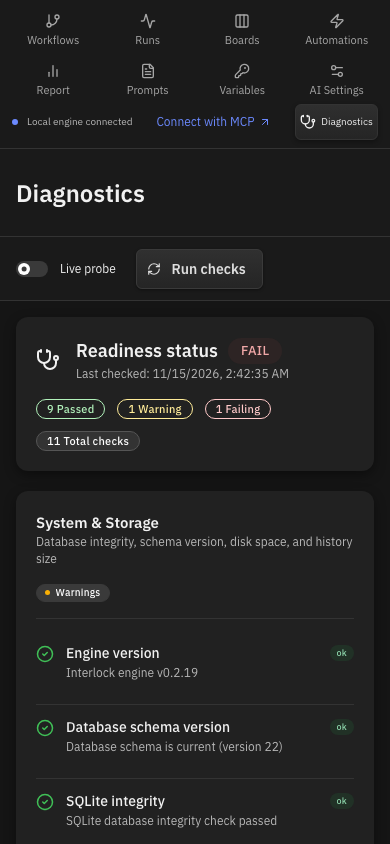 Workflows Runs Boards Automations
Report Prompts Variables AI Settings
Local engine connected Connect with MCP Diagnostics
Diagnostics
Live probe Run checks
Readiness status FAIL
Last checked: 11/15/2026, 2:42:35 AM
9 Passed 1 Warning 1 Failing
11 Total checks
System & Storage
Database integrity, schema version, disk space, and history
size
Warnings
Engine version ok
Interlock engine v0.2.19
Database schema version ok
Database schema is current (version 22)
SQLite integrity ok
SQLite database integrity check passed